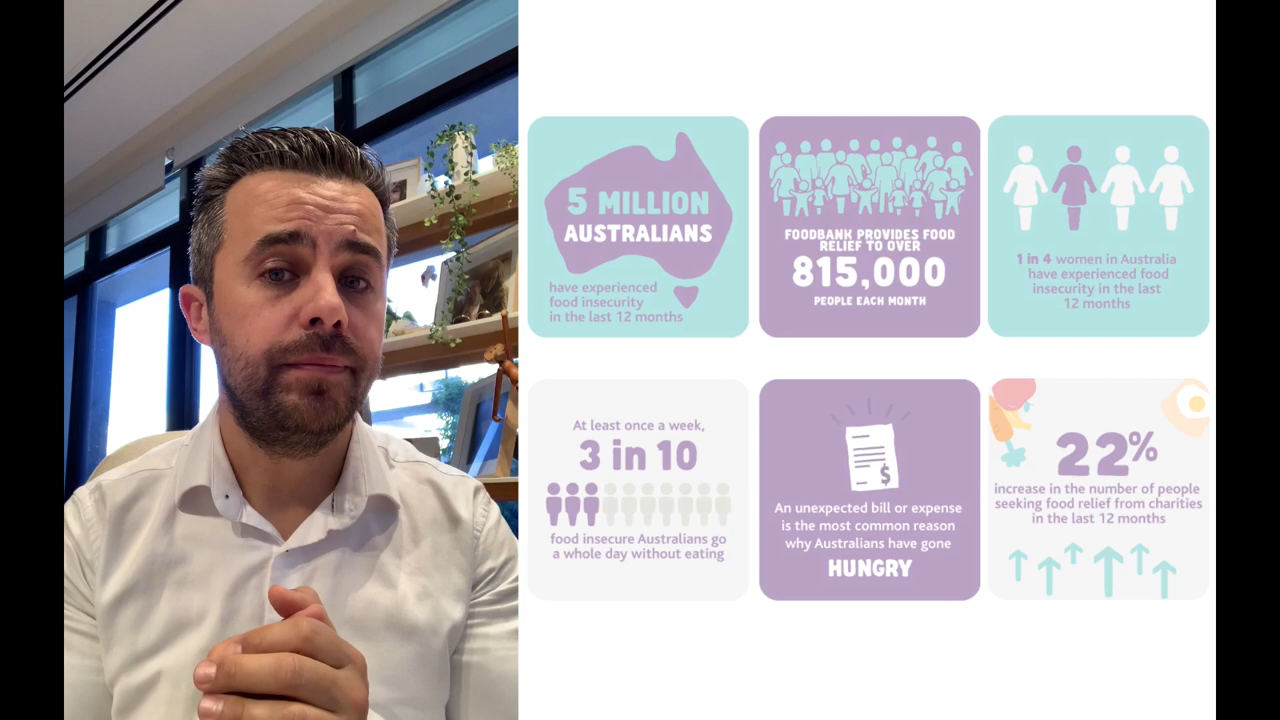 5 MILLION
AUSTRALIANS
have experienced
food insecurity
in the last 12 months
FOODBANK PROVIDES FOOD
RELIEF TO OVER
815,000
PEOPLE EACH MONTH
1 in 4 women in Australia
have experienced food
insecurity in the last
12 months
At least once a week,
3 in 10
food insecure Australians go
a whole day without eating
$
An unexpected bill or expense
is the most common reason
why Australians have gone
HUNGRY
22%
increase in the number of people
seeking food relief from charities
in the last 12 months